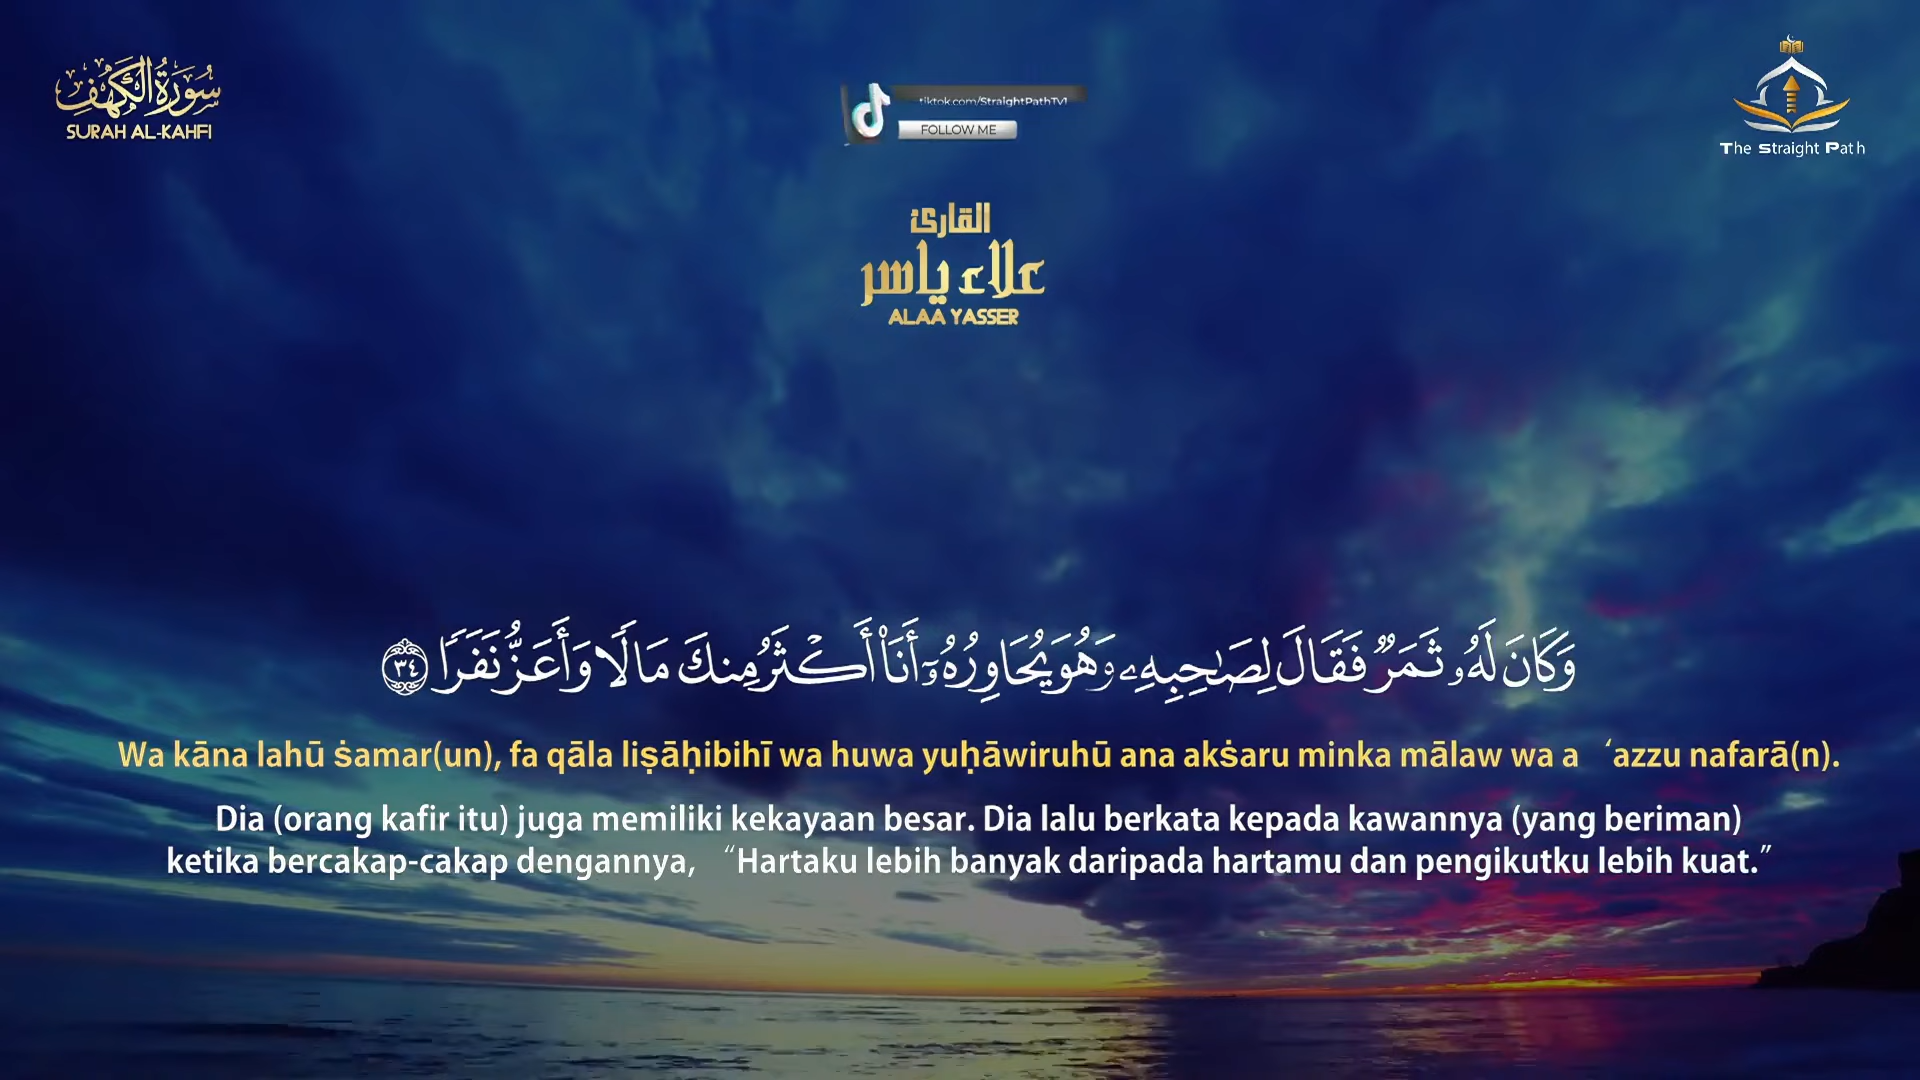 سُورَةُ الْكَهْفِ
SURAH AL-KAHFI
tiktok.com/StraightPathTV1
FOLLOW ME
The Straight Path
القارئ
علاء ياسر
ALAA YASSER
وَكَانَ لَهُۥ ثَمَرٌ فَقَالَ لِصَٰحِبِهِۦ وَهُوَ يُحَاوِرُهُۥٓ أَنَا۠ أَكْثَرُ مِنكَ مَالًا وَأَعَزُّ نَفَرًا ٣٤
Wa kāna lahū ṡamar(un), fa qāla liṣāḥibihī wa huwa yuḥāwiruhū ana akṡaru minka mālaw wa a ‘azzu nafarā(n).
Dia (orang kafir itu) juga memiliki kekayaan besar. Dia lalu berkata kepada kawannya (yang beriman)
ketika bercakap-cakap dengannya, “Hartaku lebih banyak daripada hartamu dan pengikutku lebih kuat.”